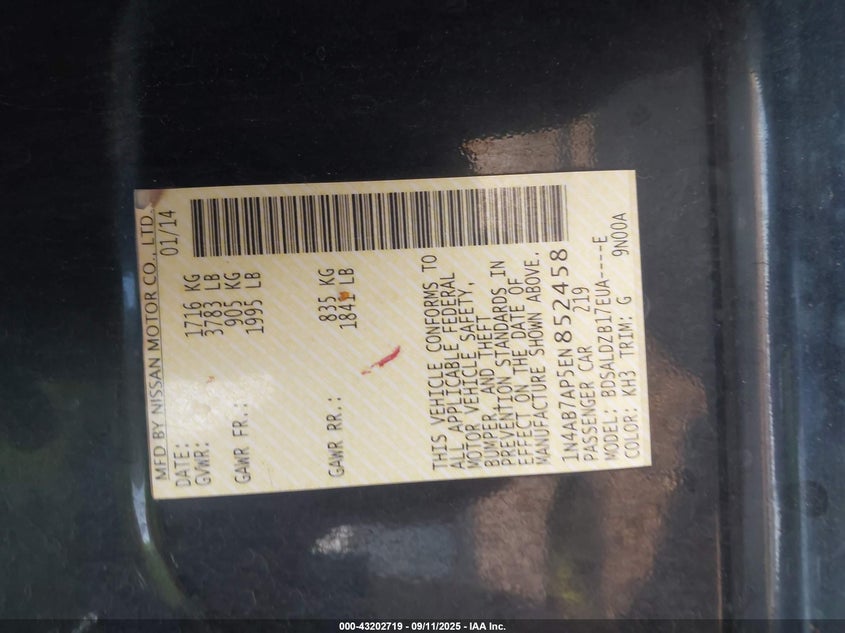 MFD BY NISSAN MOTOR CO., LTD.
DATE: 01/14
GVWR: 1716 KG
3783 LB
GAWR FR.: 905 KG
1995 LB
GAWR RR.: 835 KG
1841 LB
THIS VEHICLE CONFORMS TO
ALL APPLICABLE FEDERAL
MOTOR VEHICLE SAFETY,
BUMPER, AND THEFT
PREVENTION STANDARDS IN
EFFECT ON THE DATE OF
MANUFACTURE SHOWN ABOVE.
1N4AB7AP5EN852458
PASSENGER CAR 219
MODEL: BDSALDZB17EUA----E
COLOR: KH3 TRIM: G 9N00A
000-43202719 - 09/11/2025 - IAA Inc.